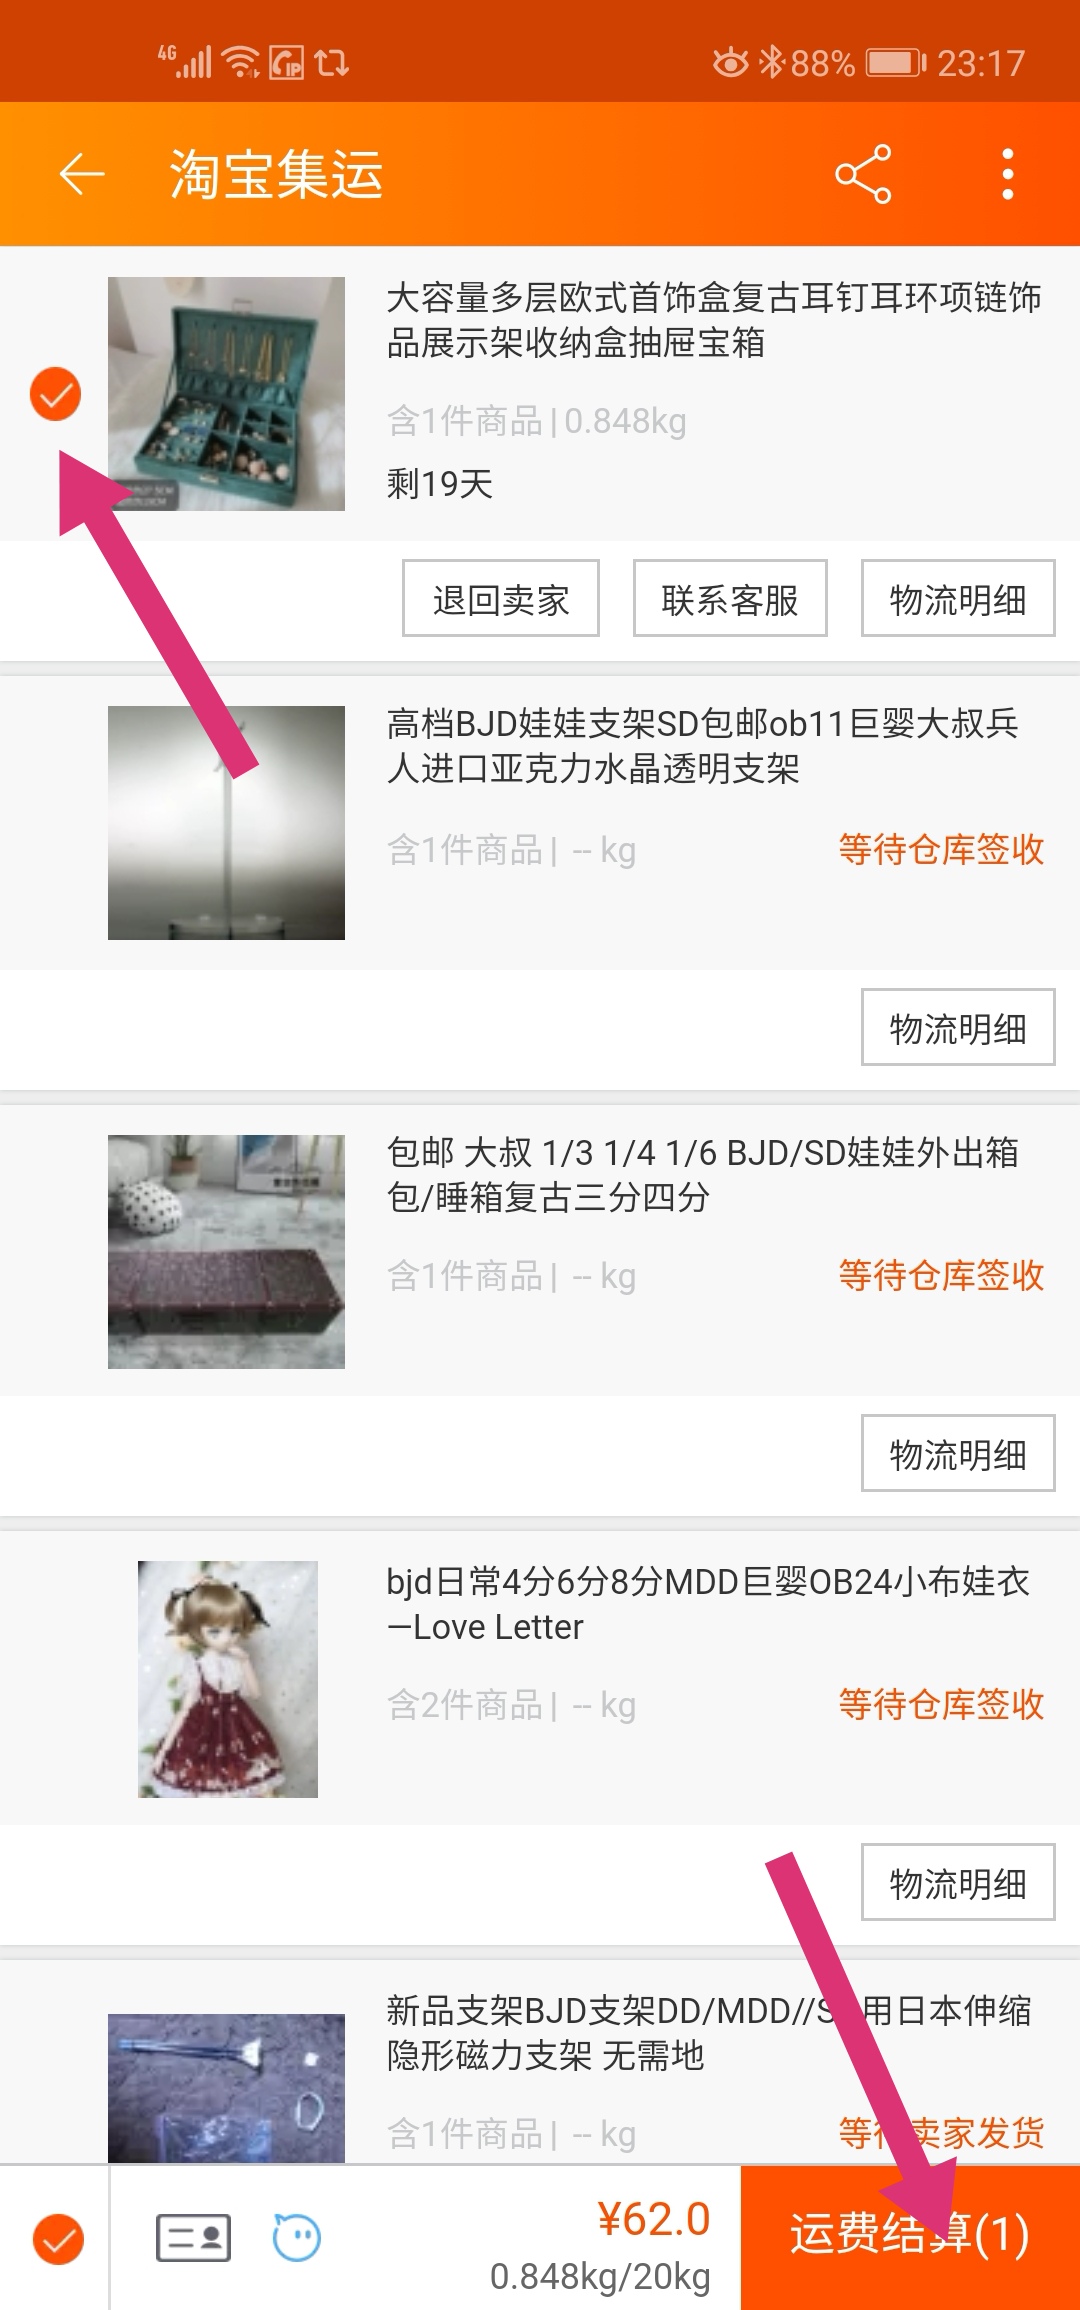 4G 88% 23:17
淘宝集运
大容量多层欧式首饰盒复古耳钉耳环项链饰
品展示架收纳盒抽屉宝箱
含1件商品 | 0.848kg
剩19天
退回卖家 联系客服 物流明细
高档BJD娃娃支架SD包邮ob11巨婴大叔兵
人进口亚克力水晶透明支架
含1件商品 | -- kg 等待仓库签收
物流明细
包邮 大叔 1/3 1/4 1/6 BJD/SD娃娃外出箱
包/睡箱复古三分四分
含1件商品 | -- kg 等待仓库签收
物流明细
bjd日常4分6分8分MDD巨婴OB24小布娃衣
—Love Letter
含2件商品 | -- kg 等待仓库签收
物流明细
新品支架BJD支架DD/MDD//S 用日本伸缩
隐形磁力支架 无需地
含1件商品 | -- kg 等待卖家发货
¥62.0
0.848kg/20kg
运费结算(1)